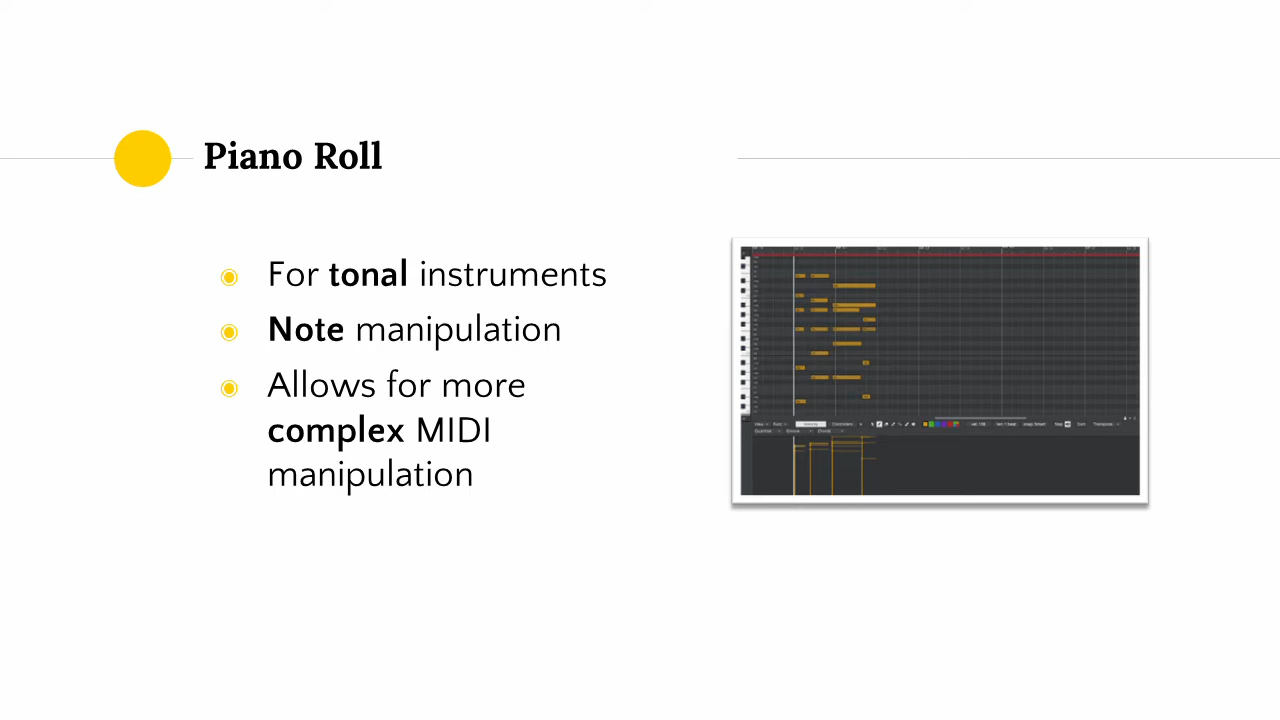 Piano Roll
For tonal instruments
Note manipulation
Allows for more
complex MIDI
manipulation